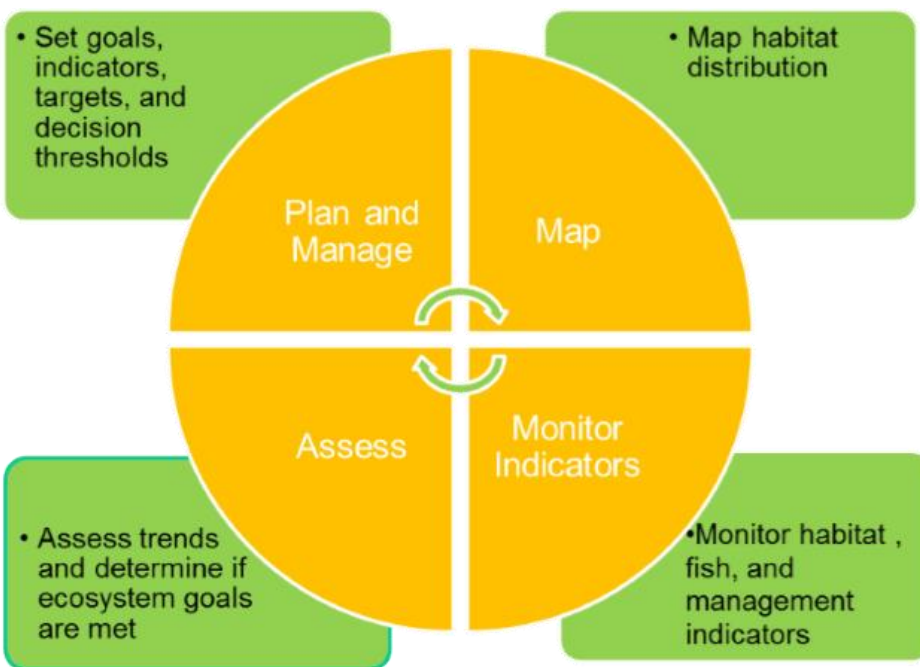 • Set goals,
indicators,
targets, and
decision
thresholds
• Map habitat
distribution
Plan and
Manage
Map
Assess
Monitor
Indicators
• Assess trends
and determine if
ecosystem goals
are met
•Monitor habitat ,
fish, and
management
indicators